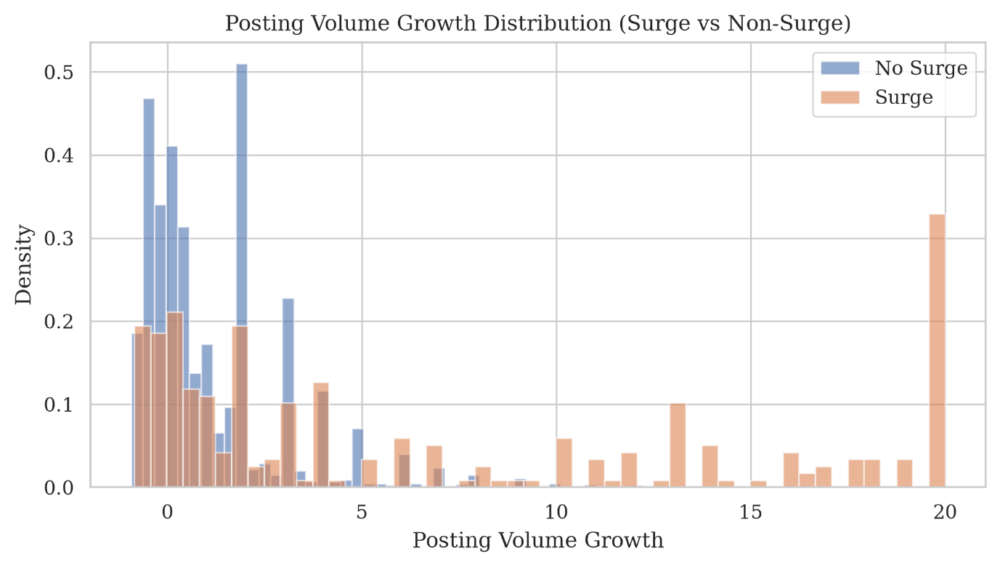 Posting Volume Growth Distribution (Surge vs Non-Surge)
No Surge
Surge
Density
0.5
0.4
0.3
0.2
0.1
0.0
0 5 10 15 20
Posting Volume Growth